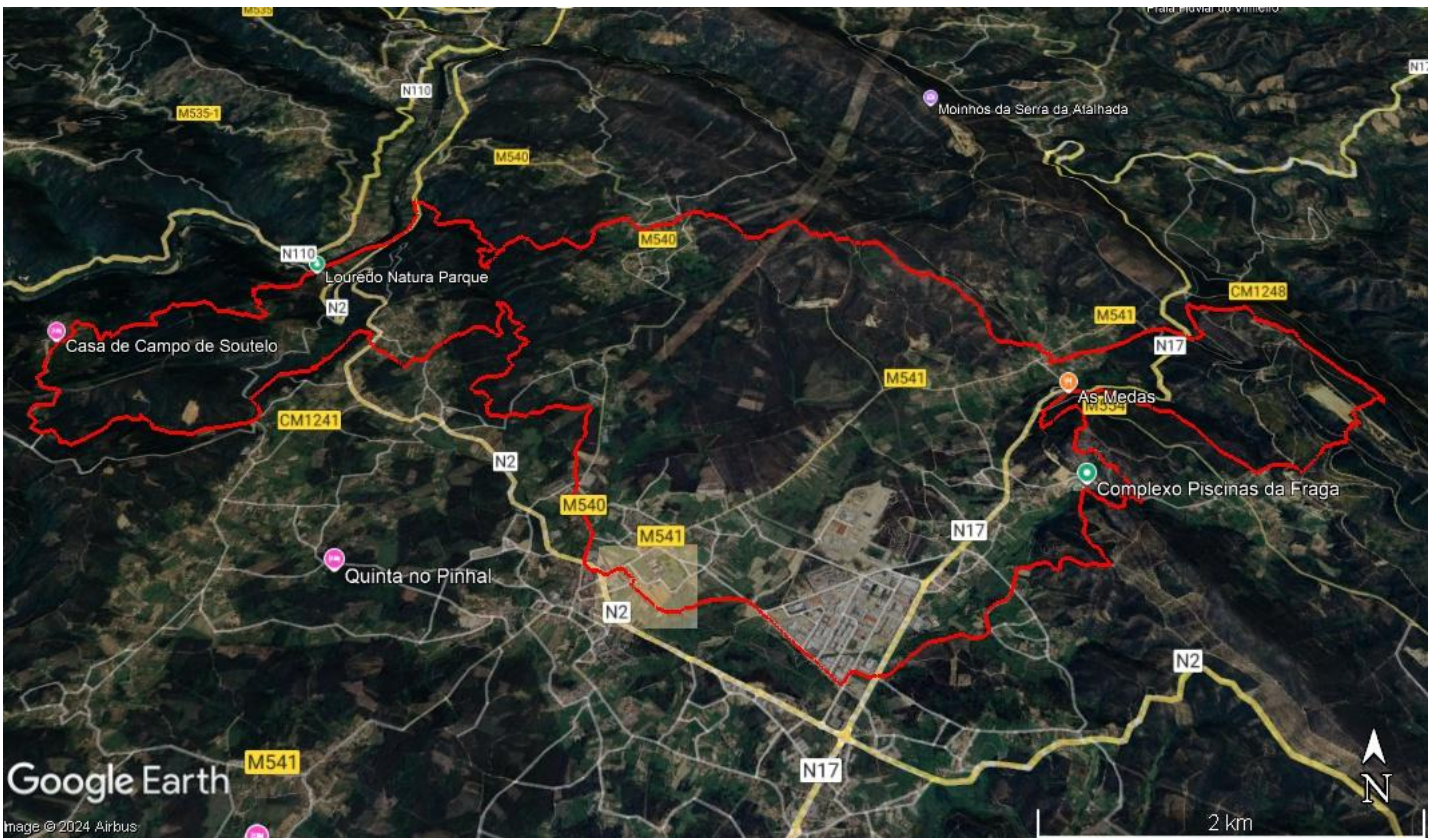 M535
Praia Fluvial do Vimieiro
N17
N110
Moinhos da Serra da Atalhada
M535-1
M540
M540
N110
Louredo Natura Parque
CM1248
N2
M541
Casa de Campo de Soutelo
N17
M541
As Medas
M554
CM1241
N2
Complexo Piscinas da Fraga
M540
N17
M541
Quinta no Pinhal
N2
N2
M541
N17
Google Earth
N
Image © 2024 Airbus
2 km